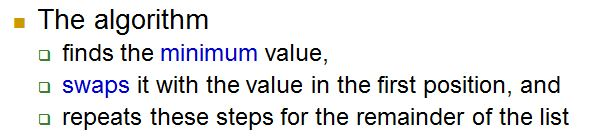 The algorithm
finds the minimum value,
swaps it with the value in the first position, and
repeats these steps for the remainder of the list